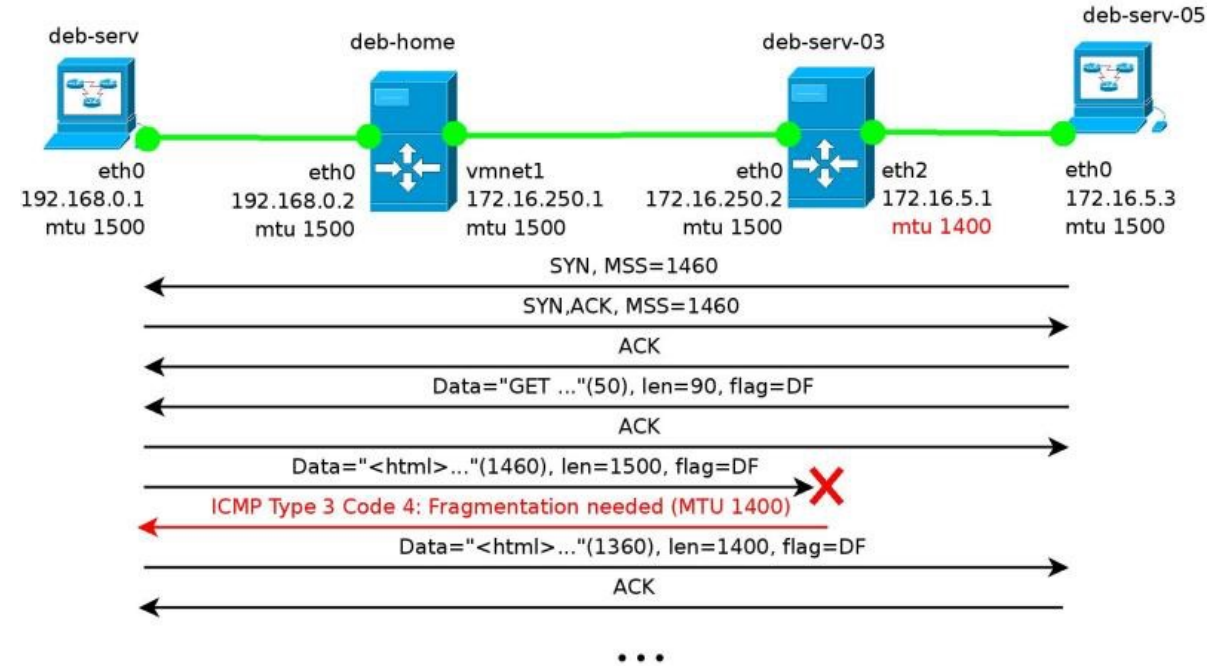 deb-serv
deb-home
deb-serv-03
deb-serv-05
eth0
192.168.0.1
mtu 1500
eth0
192.168.0.2
mtu 1500
vmnet1
172.16.250.1
mtu 1500
eth0
172.16.250.2
mtu 1500
eth2
172.16.5.1
mtu 1400
eth0
172.16.5.3
mtu 1500
SYN, MSS=1460
SYN,ACK, MSS=1460
ACK
Data="GET ..."(50), len=90, flag=DF
ACK
Data="<html>..."(1460), len=1500, flag=DF
ICMP Type 3 Code 4: Fragmentation needed (MTU 1400)
Data="<html>..."(1360), len=1400, flag=DF
ACK
...